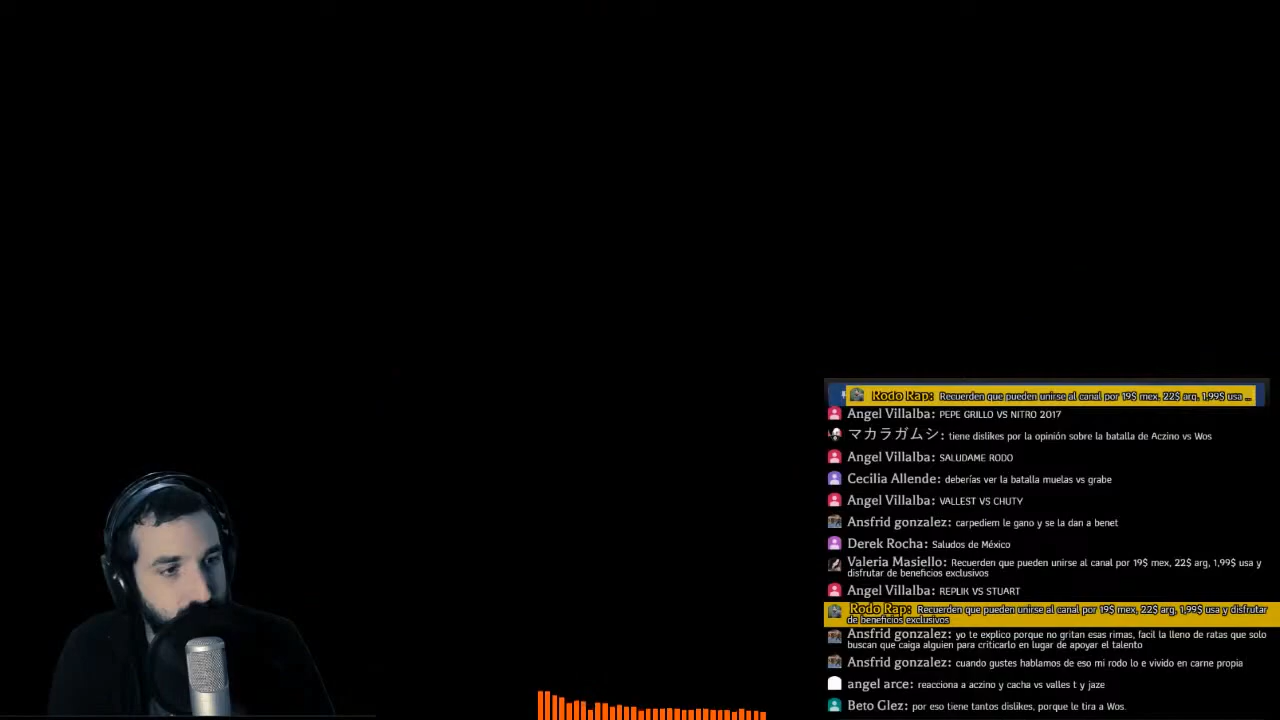 Rodo Rap: Recuerden que pueden unirse al canal por 19$ mex, 22$ arg, 1,99$ usa ...
Angel Villalba: PEPE GRILLO VS NITRO 2017
マカラガムシ: tiene dislikes por la opinión sobre la batalla de Aczino vs Wos
Angel Villalba: SALUDAME RODO
Cecilia Allende: deberías ver la batalla muelas vs grabe
Angel Villalba: VALLEST VS CHUTY
Ansfrid gonzalez: carpediem le gano y se la dan a benet
Derek Rocha: Saludos de México
Valeria Masiello: Recuerden que pueden unirse al canal por 19$ mex, 22$ arg, 1,99$ usa y
disfrutar de beneficios exclusivos
Angel Villalba: REPLIK VS STUART
Rodo Rap: Recuerden que pueden unirse al canal por 19$ mex, 22$ arg, 1,99$ usa y disfrutar
de beneficios exclusivos
Ansfrid gonzalez: yo te explico porque no gritan esas rimas, facil la lleno de ratas que solo
buscan que caiga alguien para criticarlo en lugar de apoyar el talento
Ansfrid gonzalez: cuando gustes hablamos de eso mi rodo lo e vivido en carne propia
angel arce: reacciona a aczino y cacha vs valles t y jaze
Beto Glez: por eso tiene tantos dislikes, porque le tira a Wos.